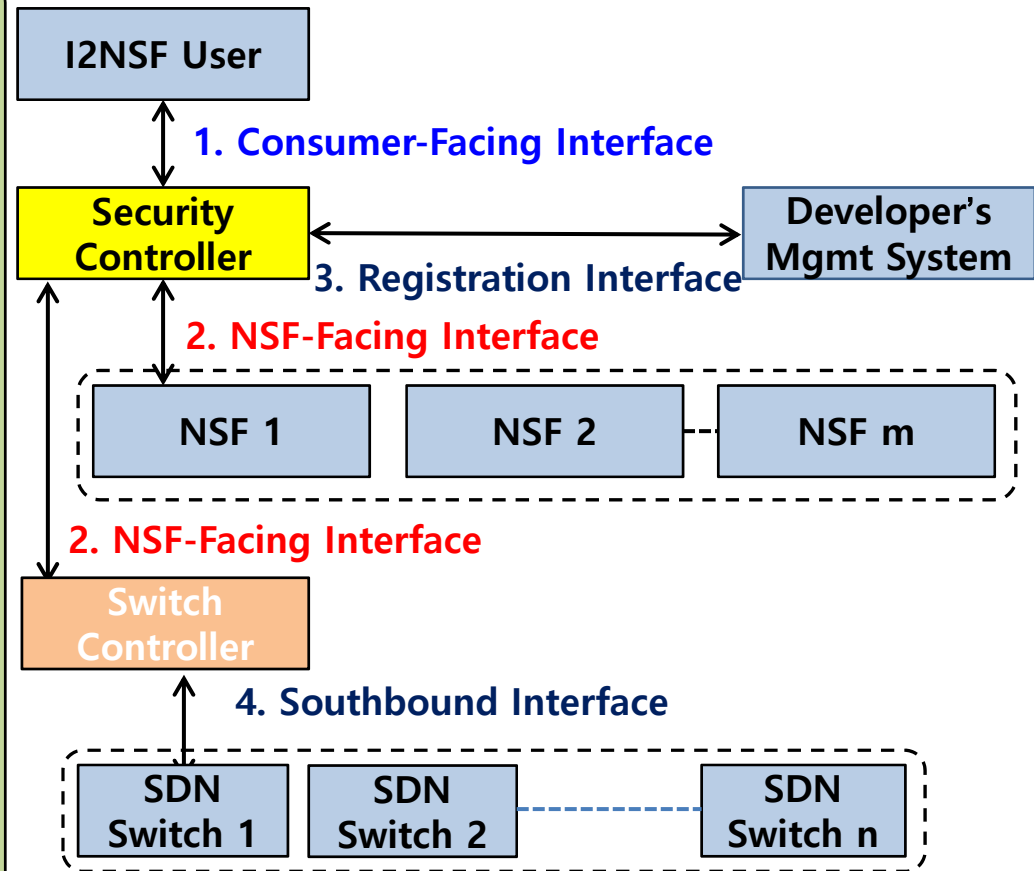 I2NSF User
1. Consumer-Facing Interface
Security
Controller
Developer's
Mgmt System
3. Registration Interface
2. NSF-Facing Interface
NSF 1
NSF 2
NSF m
2. NSF-Facing Interface
Switch
Controller
4. Southbound Interface
SDN
Switch 1
SDN
Switch 2
SDN
Switch n